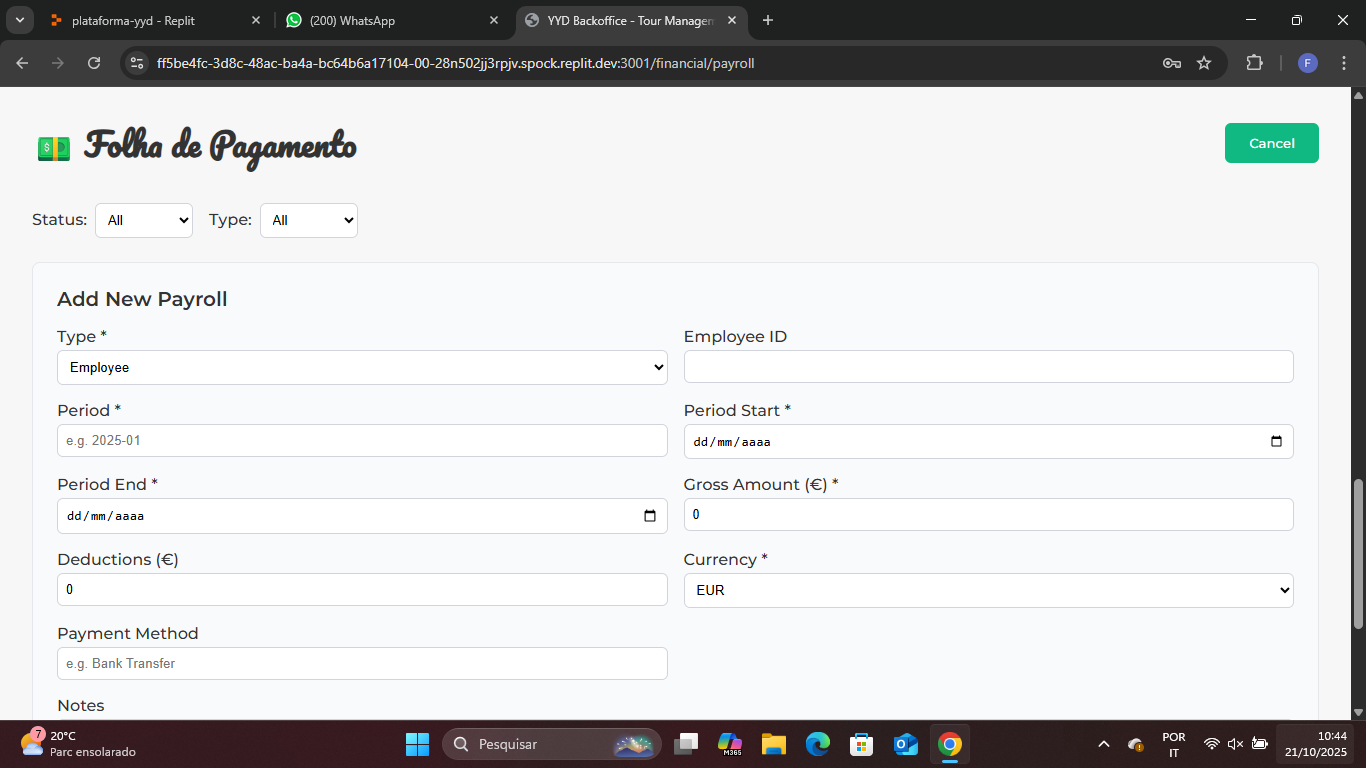 plataforma-yyd - Replit
(200) WhatsApp
YYD Backoffice - Tour Managem
ff5be4fc-3d8c-48ac-ba4a-bc64b6a17104-00-28n502jj3rpjv.spock.replit.dev:3001/financial/payroll
F
Folha de Pagamento
Cancel
Status: All Type: All
Add New Payroll
Type *
Employee ID
Employee
Period *
Period Start *
e.g. 2025-01
dd/mm/aaaa
Period End *
Gross Amount (€) *
dd/mm/aaaa
0
Deductions (€)
Currency *
0
EUR
Payment Method
e.g. Bank Transfer
Notes
7
20°C
Parc ensolarado
Pesquisar
M365
POR
IT
10:44
21/10/2025